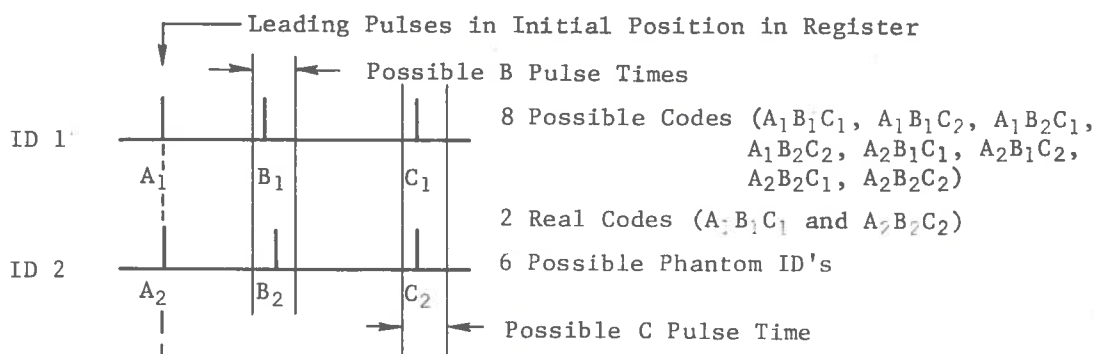 Leading Pulses in Initial Position in Register
Possible B Pulse Times
ID 1
8 Possible Codes (A₁B₁C₁, A₁B₁C₂, A₁B₂C₁,
A₁B₂C₂, A₂B₁C₁, A₂B₁C₂,
A₂B₂C₁, A₂B₂C₂)
A₁ B₁ C₁
2 Real Codes (A₁B₁C₁ and A₂B₂C₂)
ID 2
6 Possible Phantom ID's
A₂ B₂ C₂
Possible C Pulse Time